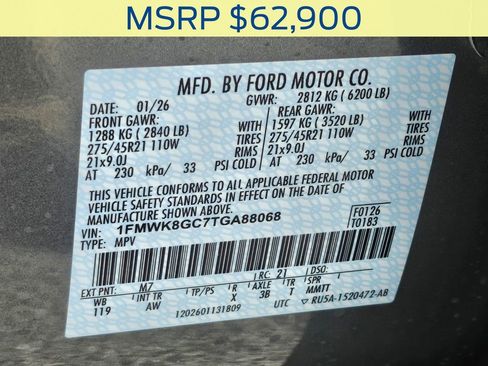 MSRP $62,900
MFD. BY FORD MOTOR CO.
DATE: 01/26 GVWR: 2812 KG ( 6200 LB)
FRONT GAWR: REAR GAWR:
1288 KG ( 2840 LB) WITH 1597 KG ( 3520 LB) WITH
275/45R21 110W TIRES 275/45R21 110W TIRES
21x9.0J RIMS 21x9.0J RIMS
AT 230 kPa/ 33 PSI COLD AT 230 kPa/ 33 PSI COLD
THIS VEHICLE CONFORMS TO ALL APPLICABLE FEDERAL MOTOR
VEHICLE SAFETY STANDARDS IN EFFECT ON THE DATE OF
MANUFACTURE SHOWN ABOVE.
VIN: 1FMWK8GC7TGA88068 F0126
TYPE: MPV T0183
EXT PNT: M7 RC: 21 DSO:
WB INT TR TP/PS R AXLE TR SPR
119 AW X 3B T MMTT
1202601131809 UTC ▽ RU5A-1520472-AB